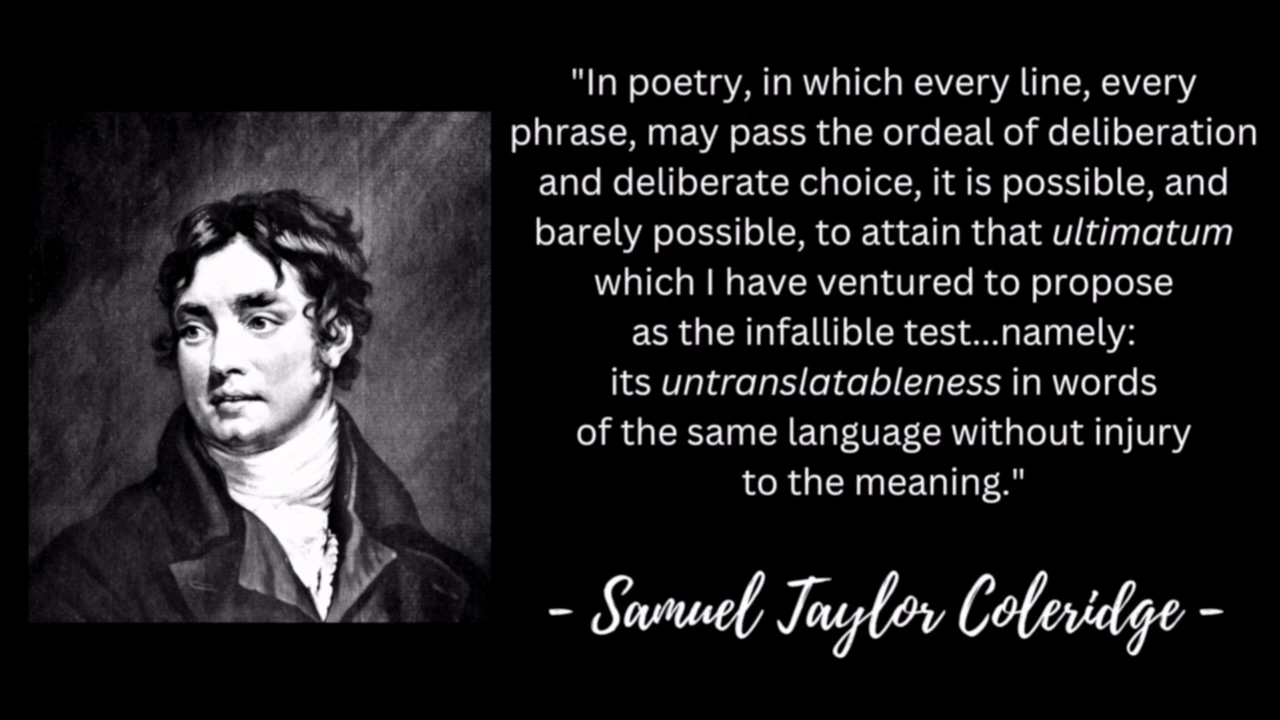 "In poetry, in which every line, every
phrase, may pass the ordeal of deliberation
and deliberate choice, it is possible, and
barely possible, to attain that ultimatum
which I have ventured to propose
as the infallible test...namely:
its untranslatableness in words
of the same language without injury
to the meaning."
- Samuel Taylor Coleridge -